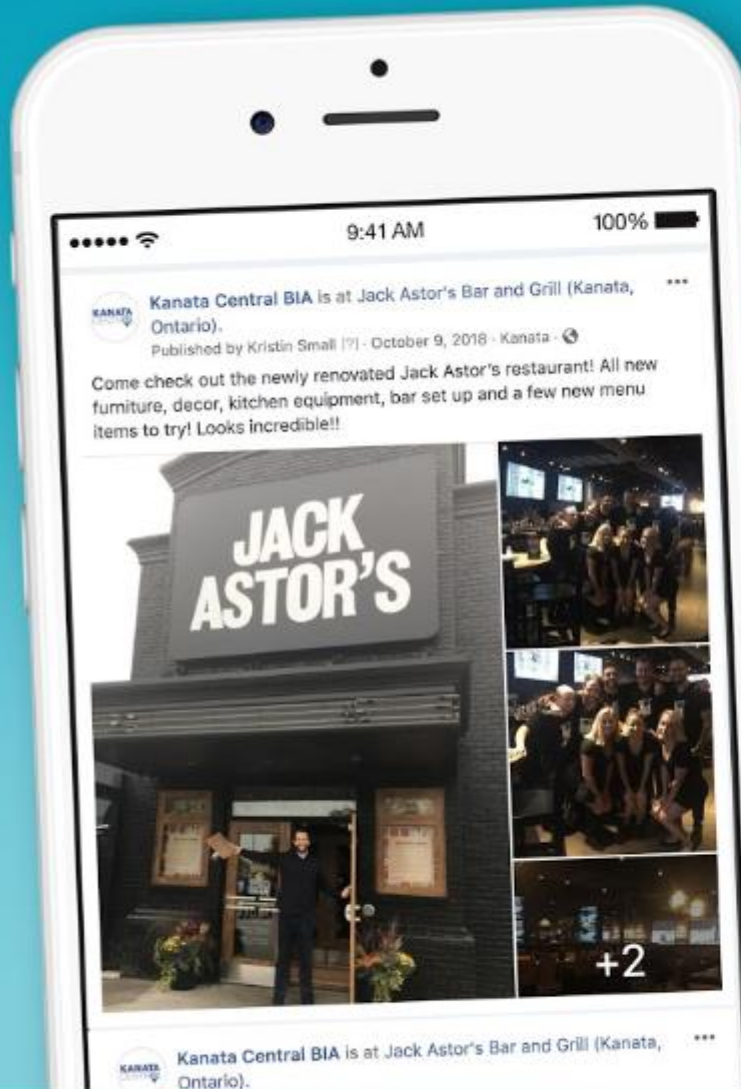 9:41 AM
100%
KANATA
Kanata Central BIA is at Jack Astor's Bar and Grill (Kanata,
Ontario).
Published by Kristin Small [?] · October 9, 2018 · Kanata ·
Come check out the newly renovated Jack Astor's restaurant! All new
furniture, decor, kitchen equipment, bar set up and a few new menu
items to try! Looks incredible!!
JACK
ASTOR'S
+2
KANATA
Kanata Central BIA is at Jack Astor's Bar and Grill (Kanata,
Ontario).